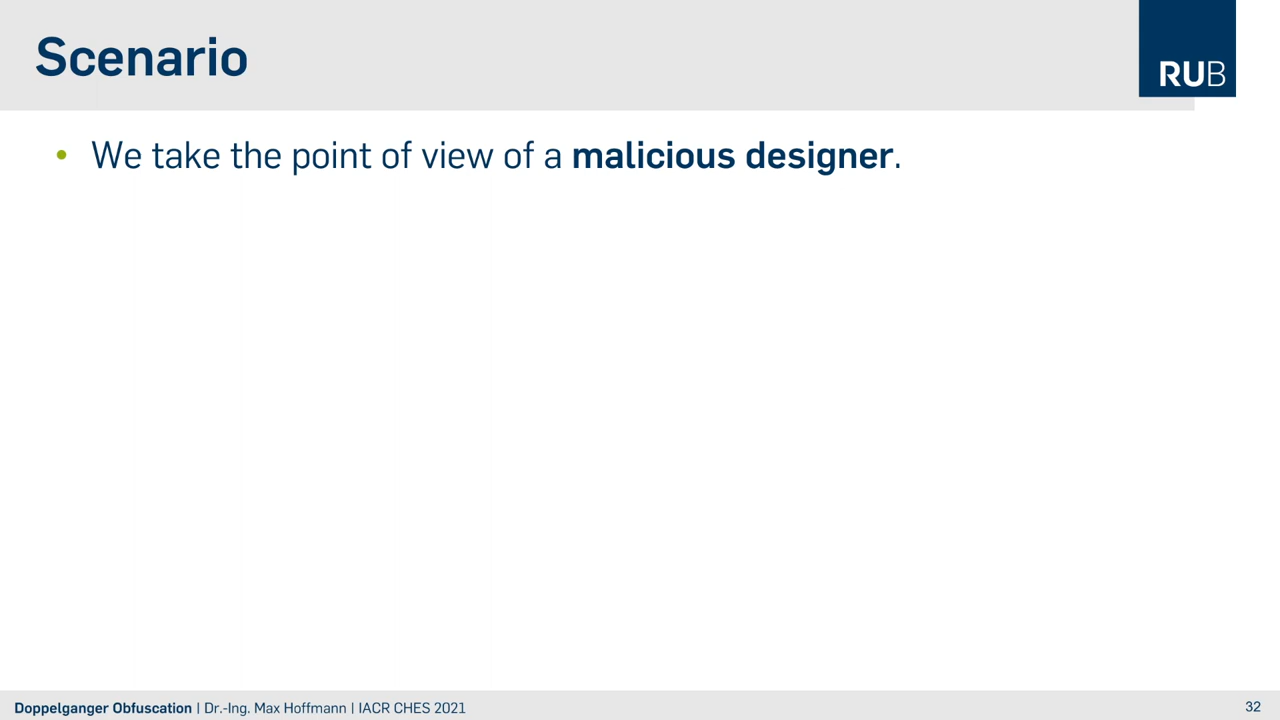 Scenario
RUB
• We take the point of view of a malicious designer.
Doppelganger Obfuscation | Dr.-Ing. Max Hoffmann | IACR CHES 2021
32